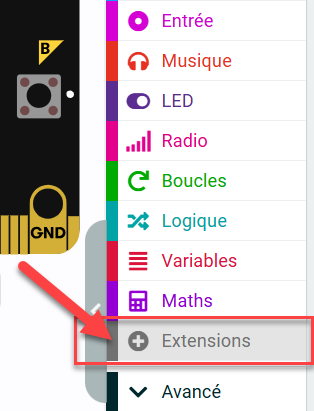 B
Entrée
Musique
LED
Radio
Boucles
GND
Logique
Variables
Maths
Extensions
Avancé